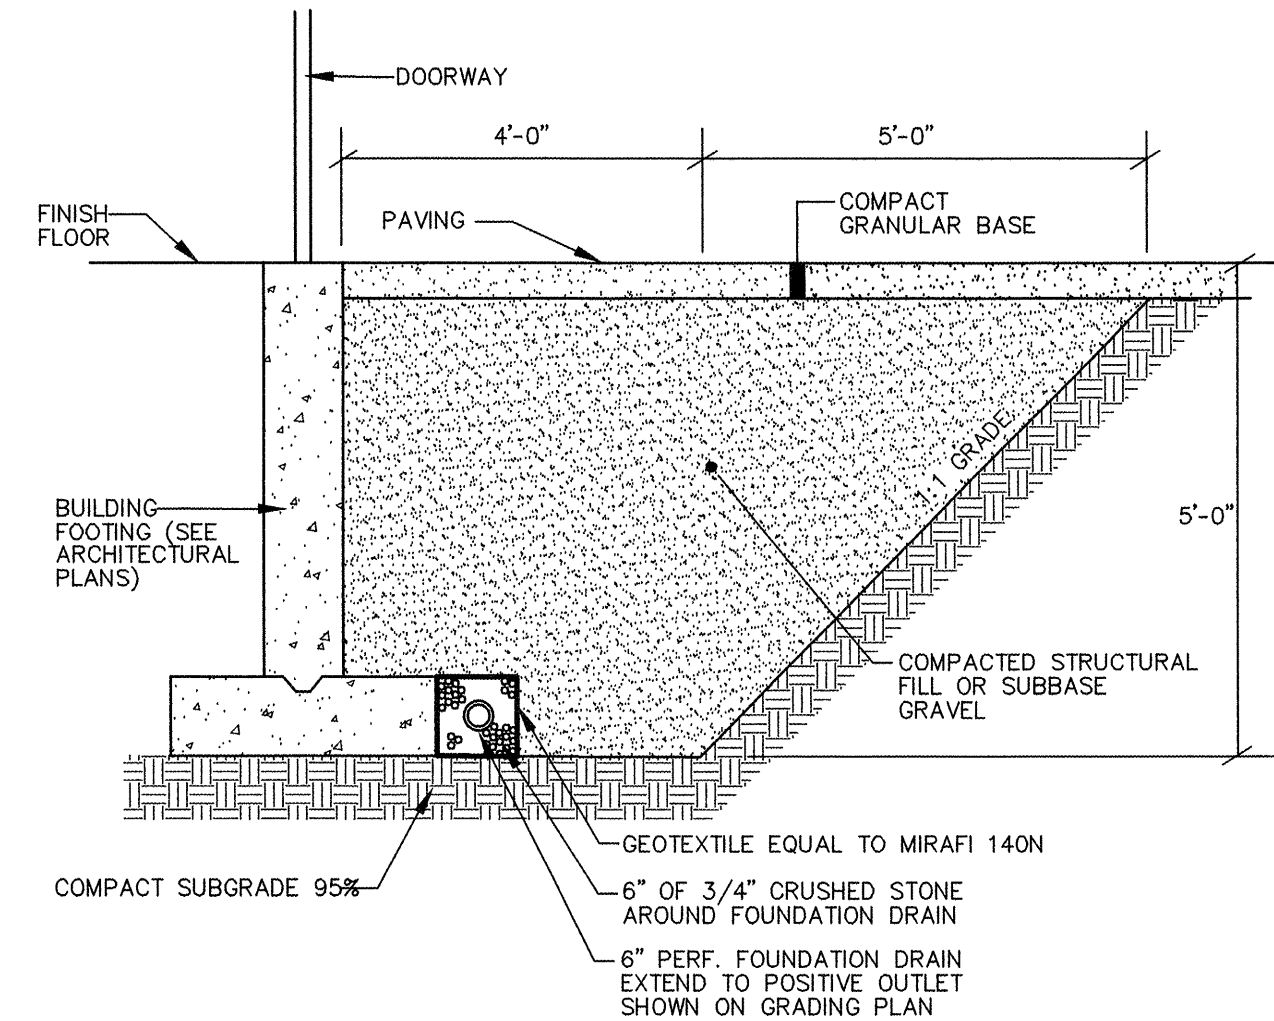 DOORWAY
4'-0"
5'-0"
FINISH
FLOOR
PAVING
COMPACT
GRANULAR BASE
BUILDING
FOOTING (SEE
ARCHITECTURAL
PLANS)
1:1 GRADE
5'-0"
COMPACTED STRUCTURAL
FILL OR SUBBASE
GRAVEL
GEOTEXTILE EQUAL TO MIRAFI 140N
COMPACT SUBGRADE 95%
6" OF 3/4" CRUSHED STONE
AROUND FOUNDATION DRAIN
6" PERF. FOUNDATION DRAIN
EXTEND TO POSITIVE OUTLET
SHOWN ON GRADING PLAN